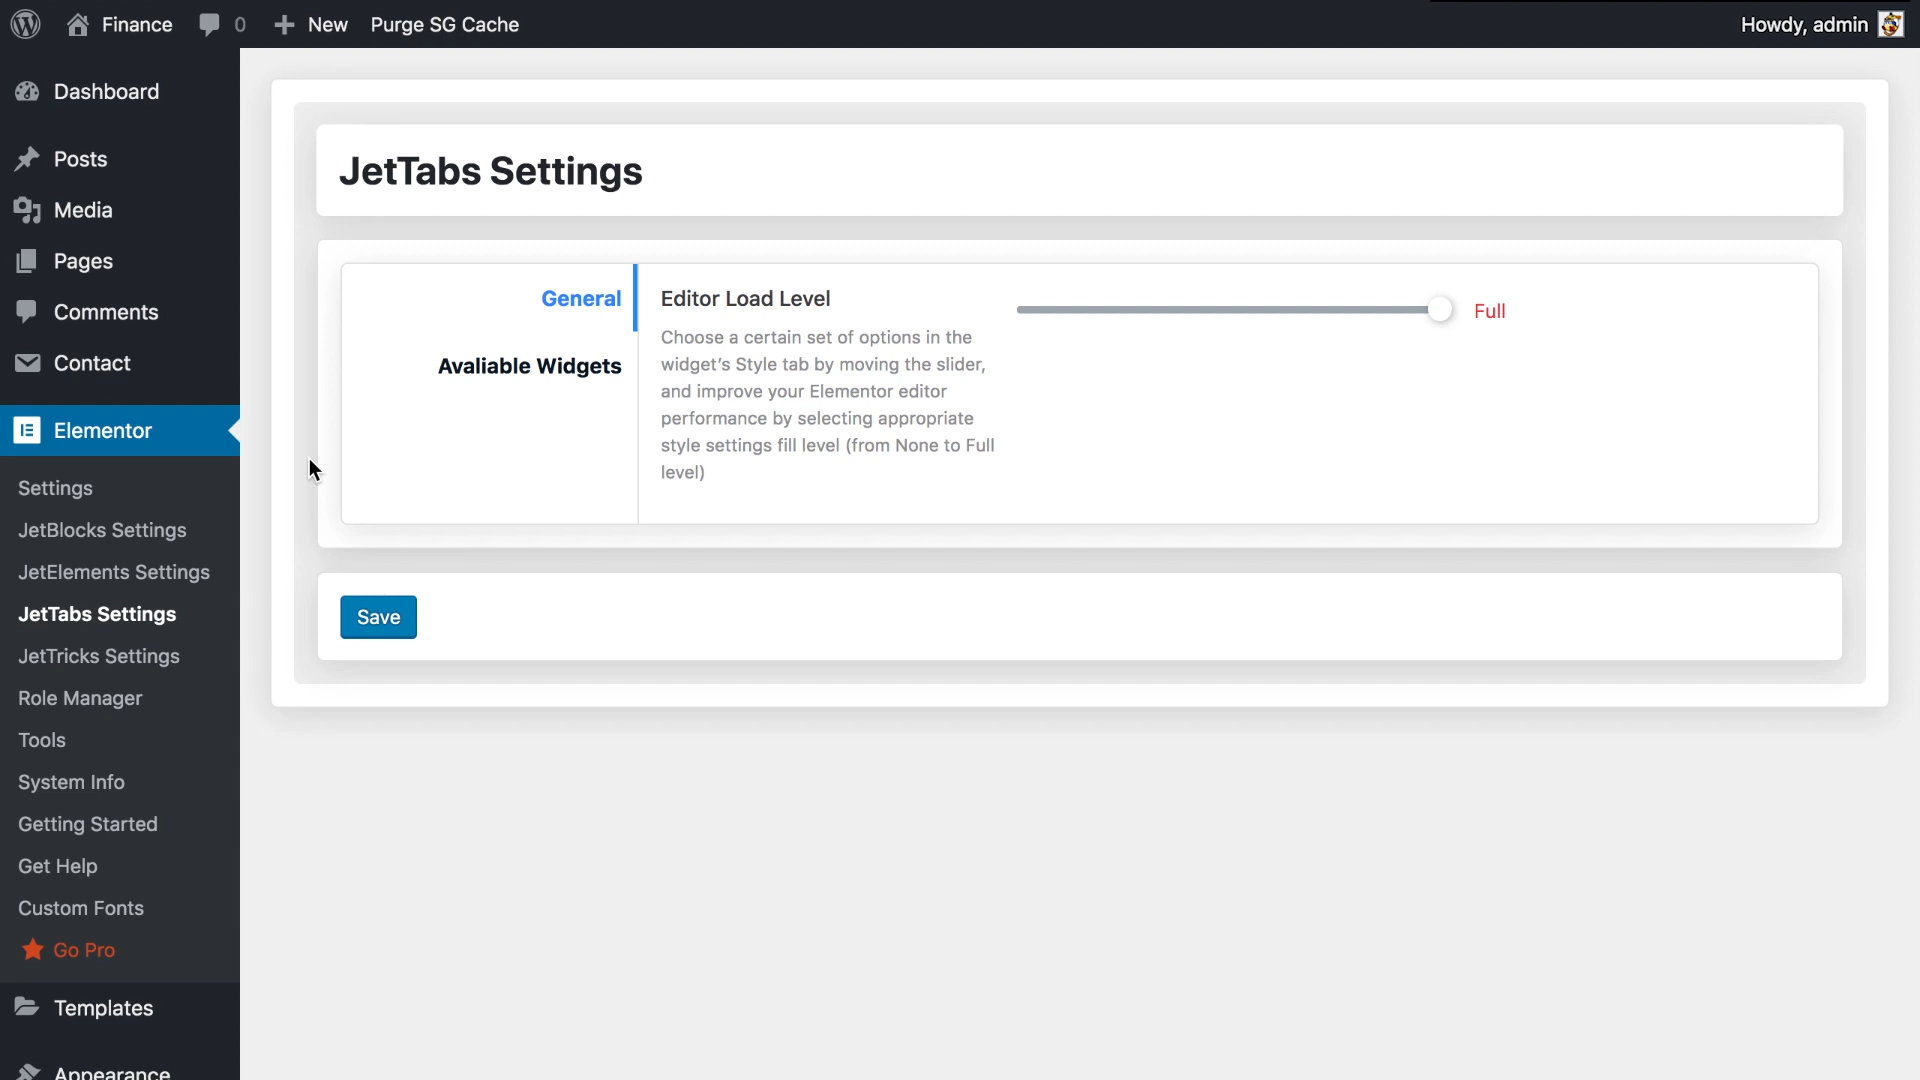 Finance 0 New Purge SG Cache Howdy, admin
Dashboard
Posts
Media
Pages
Comments
Contact
Elementor
Settings
JetBlocks Settings
JetElements Settings
JetTabs Settings
JetTricks Settings
Role Manager
Tools
System Info
Getting Started
Get Help
Custom Fonts
Go Pro
Templates
Appearance
JetTabs Settings
General
Avaliable Widgets
Editor Load Level
Choose a certain set of options in the
widget's Style tab by moving the slider,
and improve your Elementor editor
performance by selecting appropriate
style settings fill level (from None to Full
level)
Full
Save